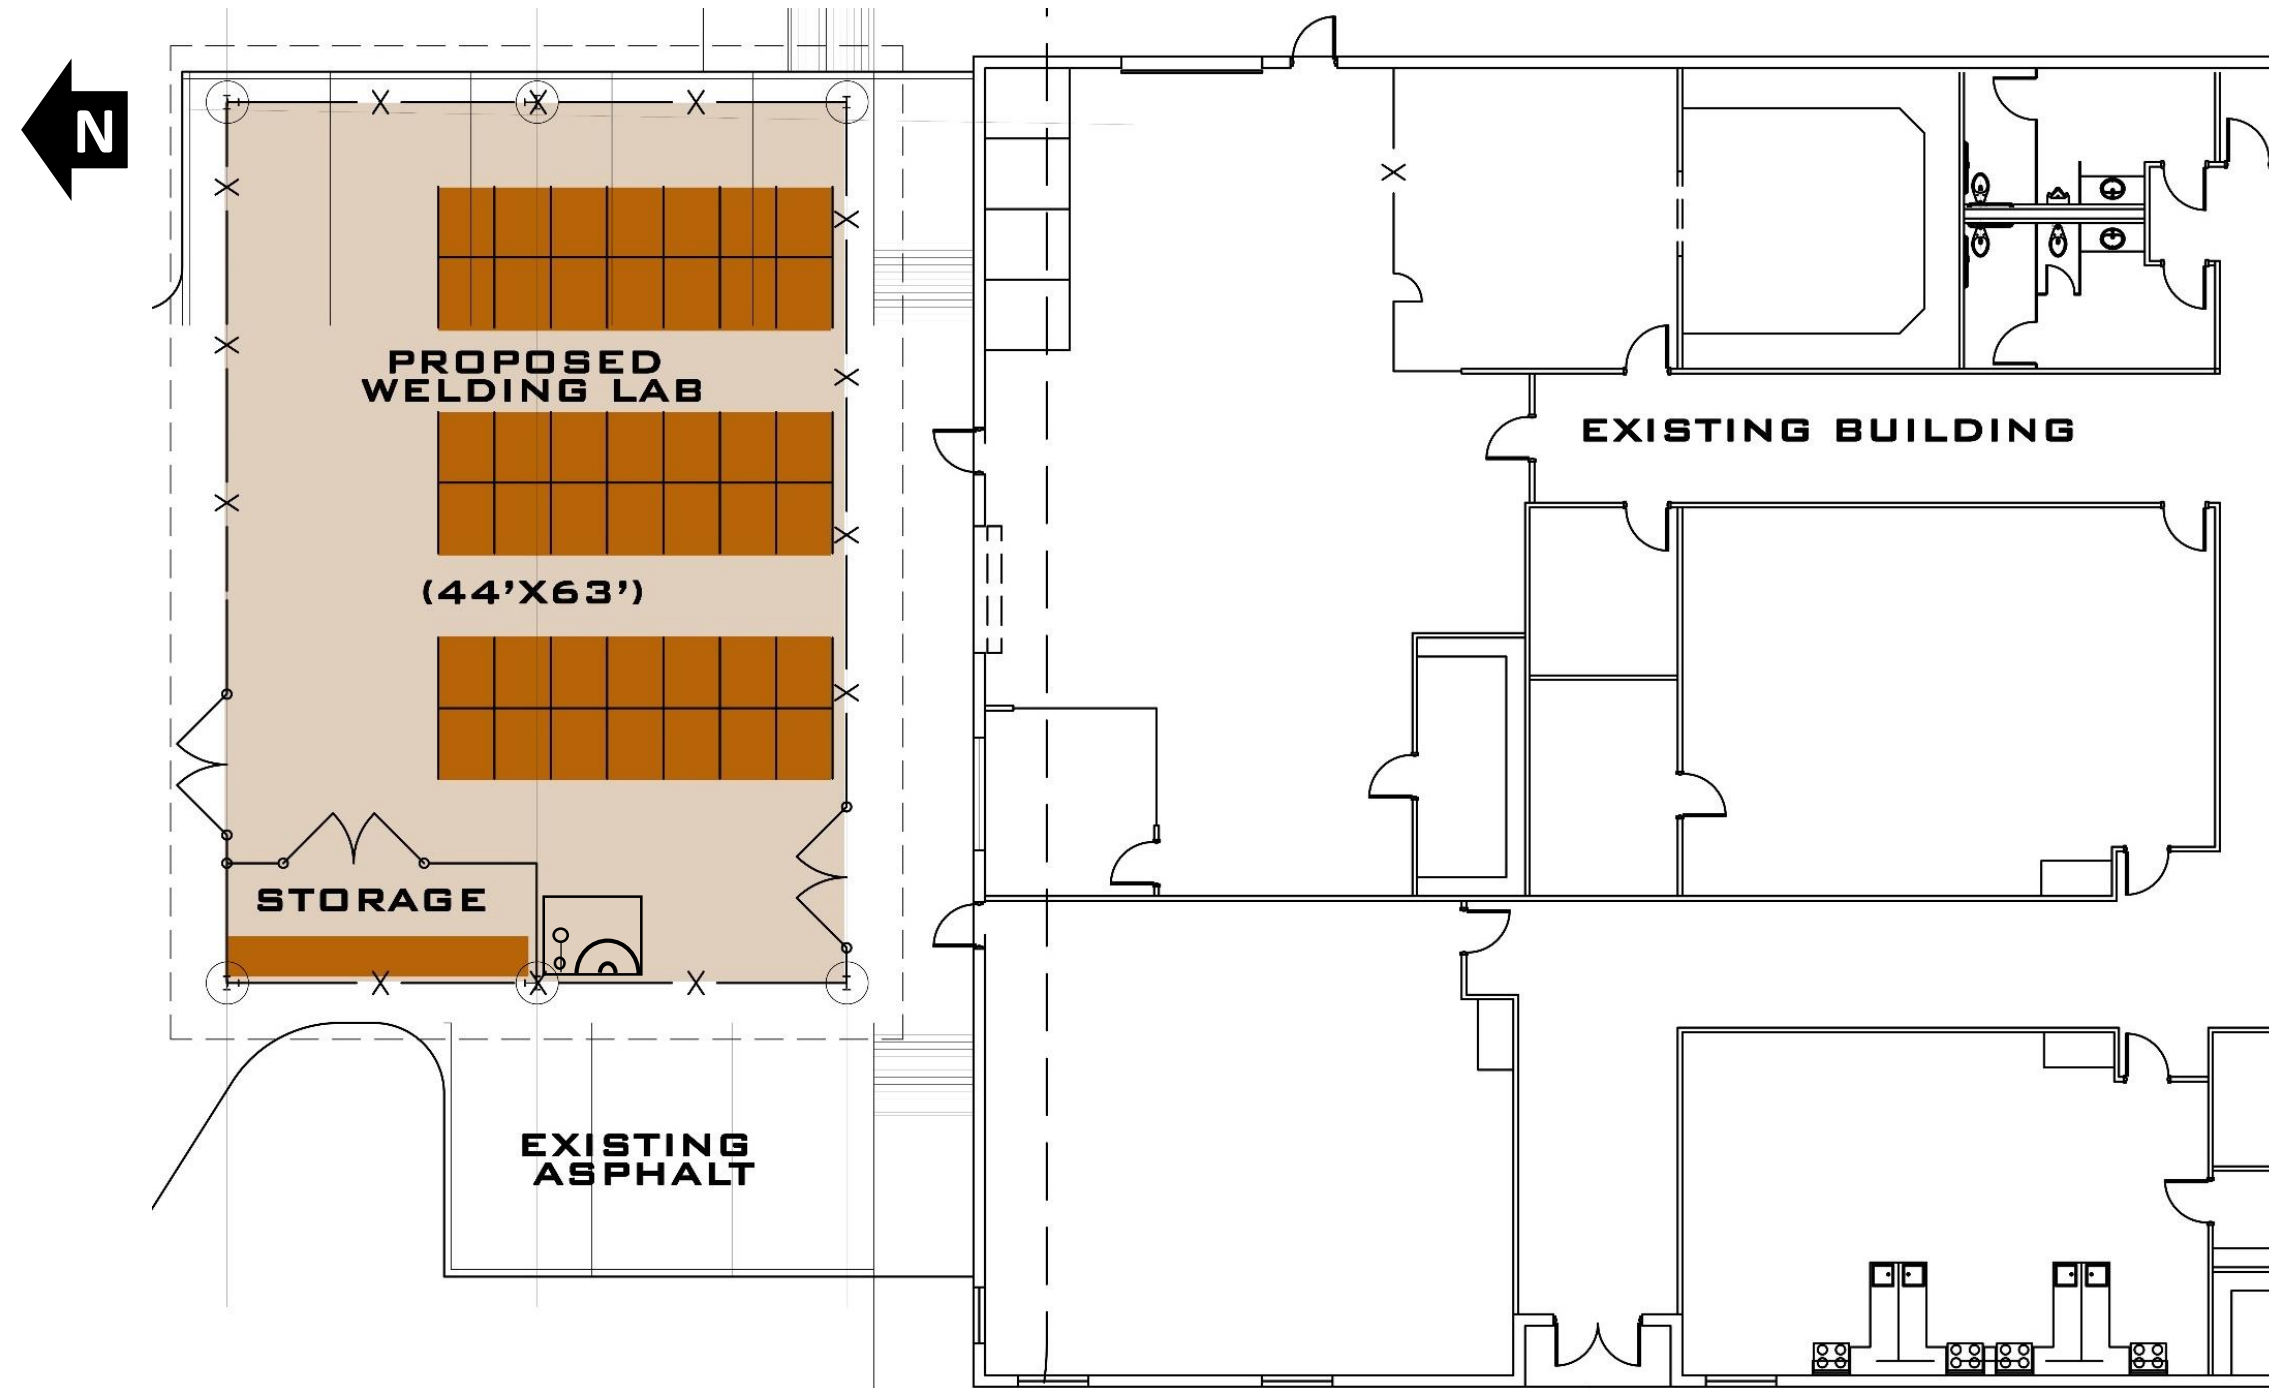 N
PROPOSED
WELDING LAB
EXISTING BUILDING
(44'X63')
STORAGE
EXISTING
ASPHALT